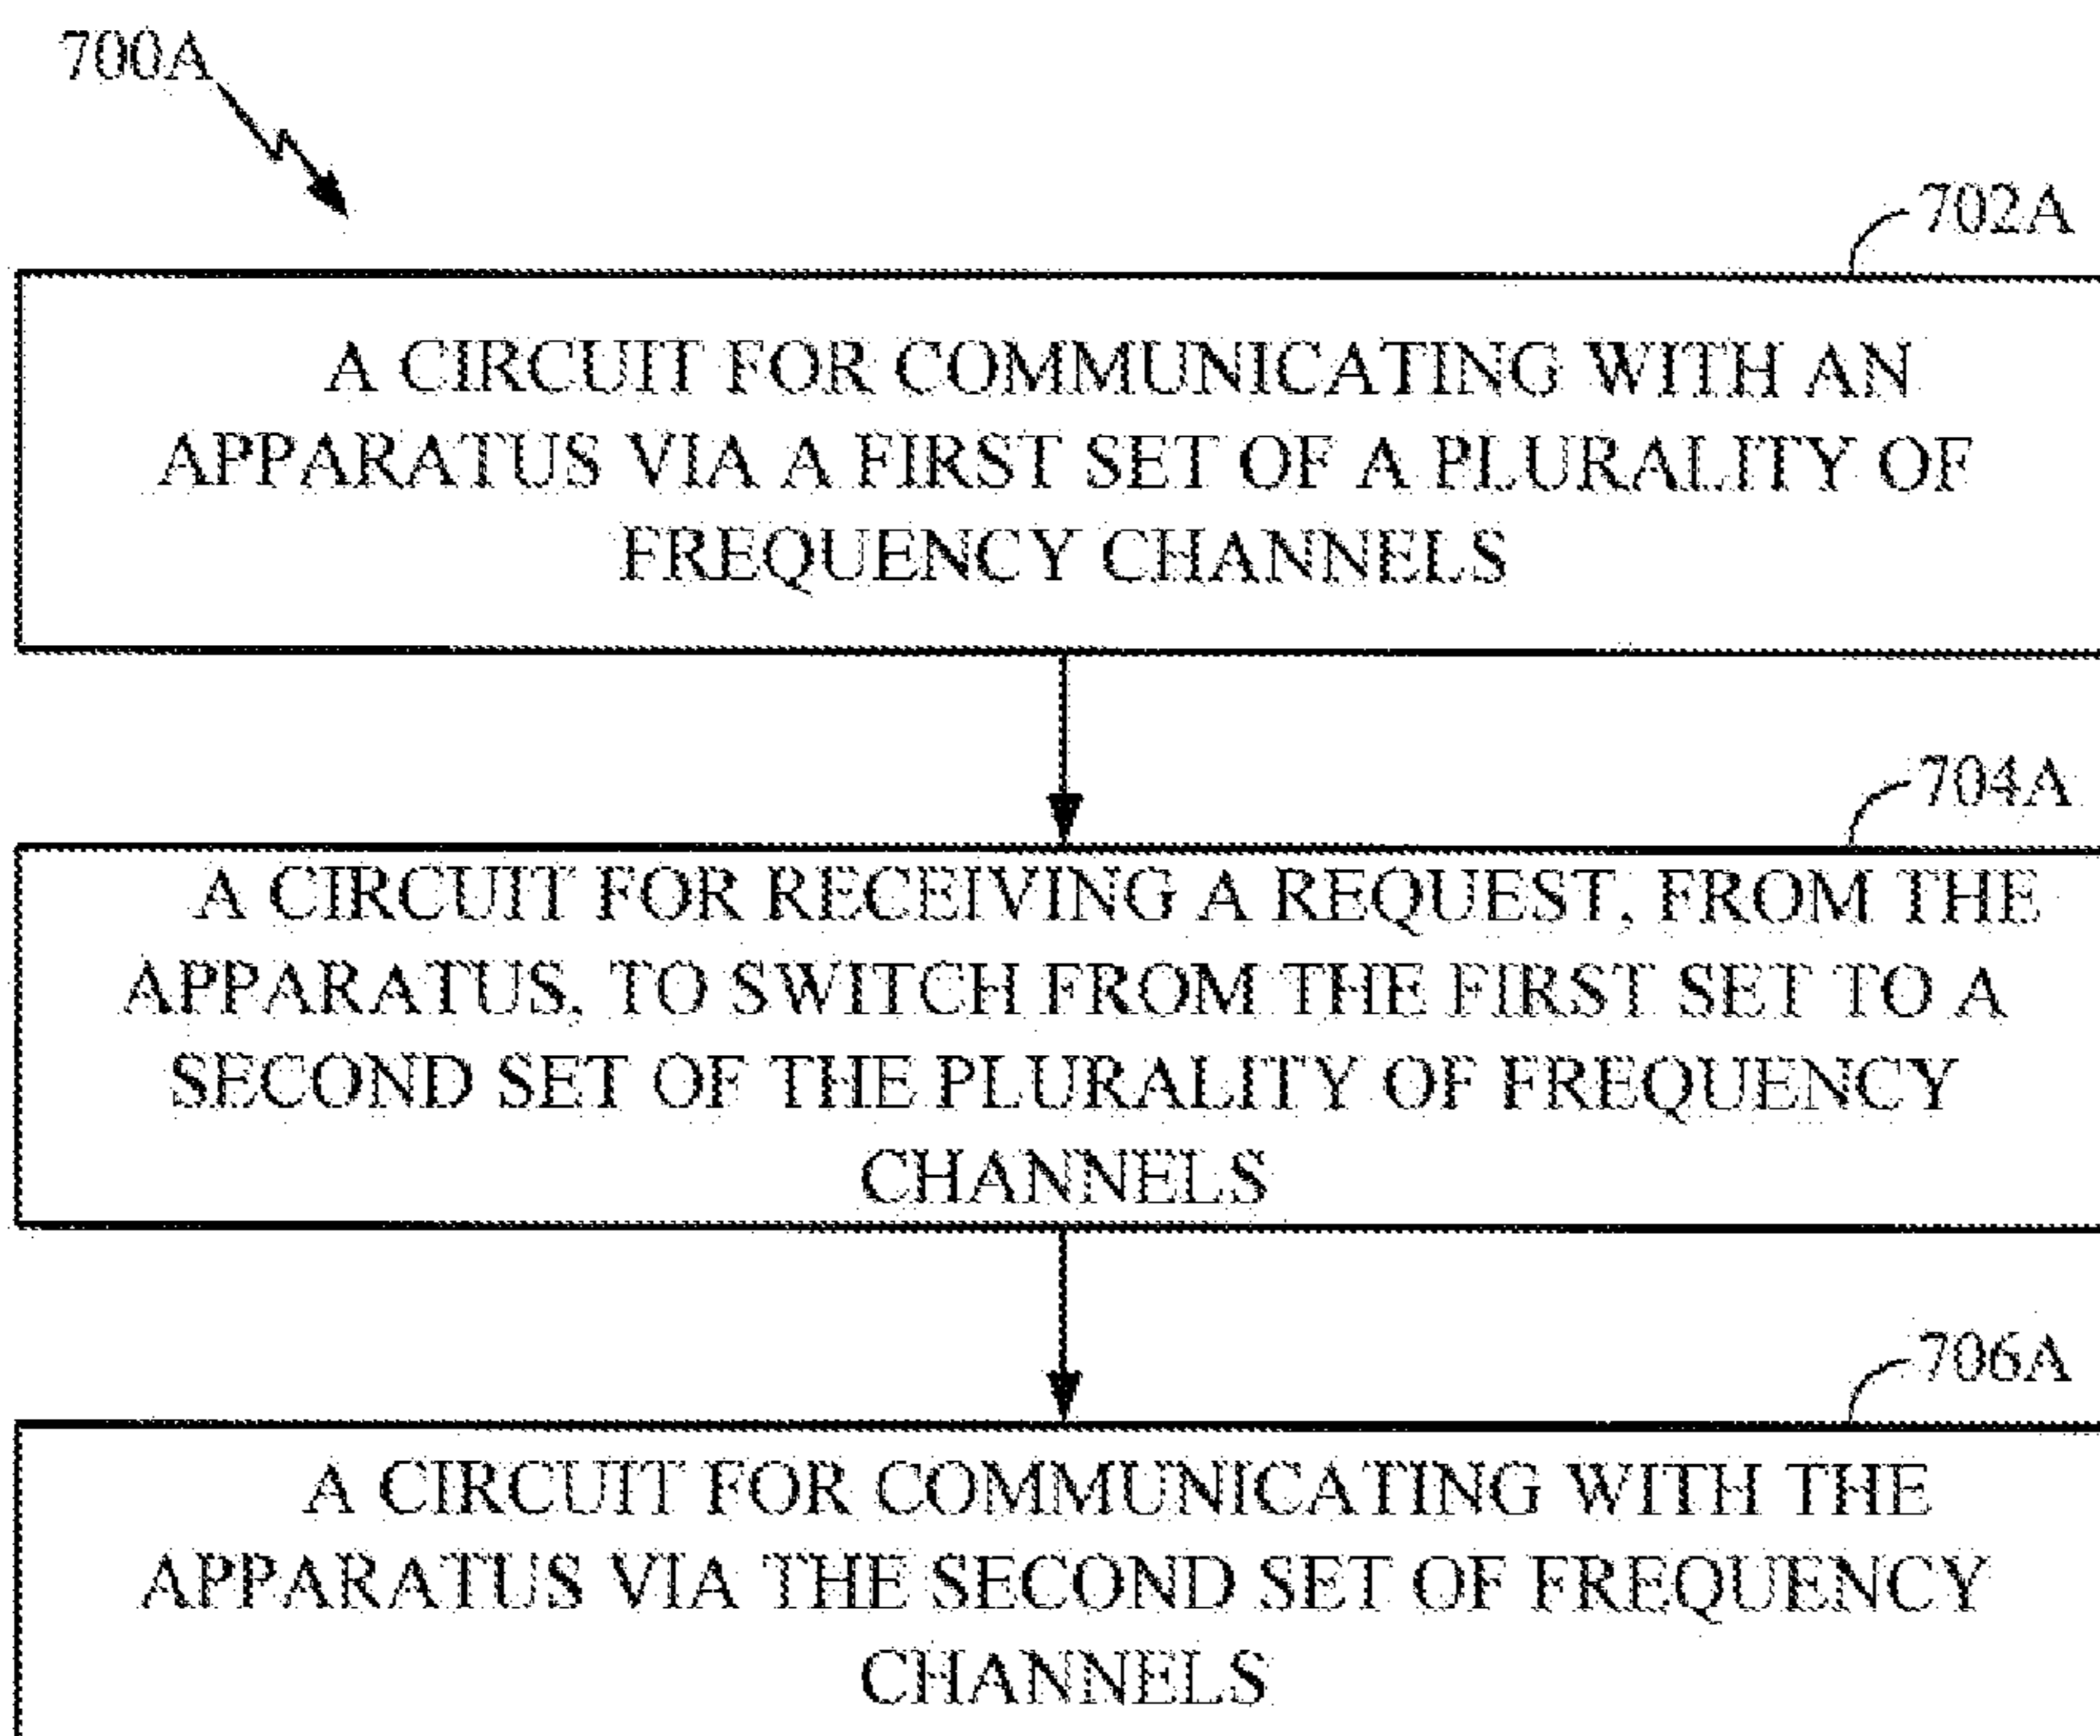 700A
702A
A CIRCUIT FOR COMMUNICATING WITH AN
APPARATUS VIA A FIRST SET OF A PLURALITY OF
FREQUENCY CHANNELS
704A
A CIRCUIT FOR RECEIVING A REQUEST, FROM THE
APPARATUS, TO SWITCH FROM THE FIRST SET TO A
SECOND SET OF THE PLURALITY OF FREQUENCY
CHANNELS
706A
A CIRCUIT FOR COMMUNICATING WITH THE
APPARATUS VIA THE SECOND SET OF FREQUENCY
CHANNELS